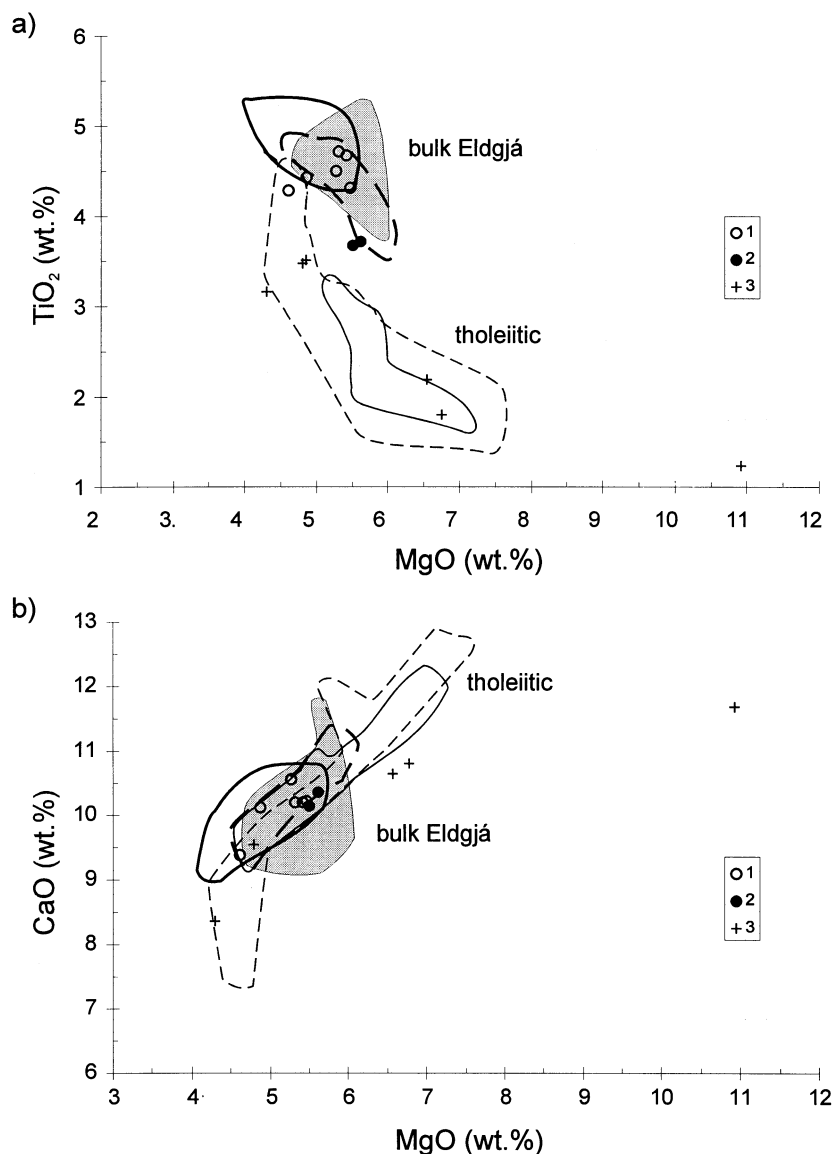 a)
6
5
4
3
2
1
TiO2 (wt.%)
bulk Eldgjá
tholeiitic
1
2
3
2 3. 4 5 6 7 8 9 10 11 12
MgO (wt.%)
b)
13
12
11
10
9
8
7
6
CaO (wt.%)
tholeiitic
bulk Eldgjá
1
2
3
3 4 5 6 7 8 9 10 11 12
MgO (wt.%)